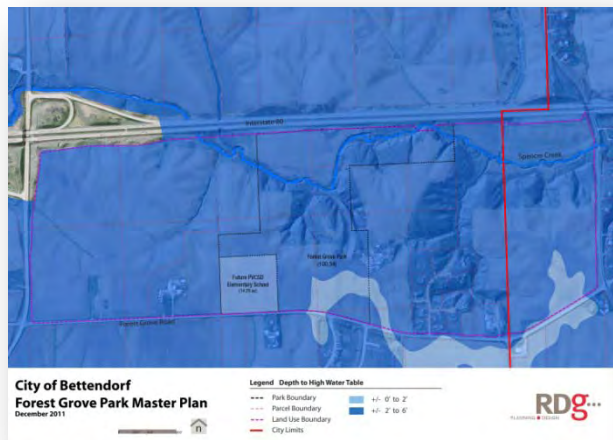 Interstate 80
Spencer Creek
Forest Grove Park
Future PVCSD
Elementary School
Forest Grove Road
City of Bettendorf
Forest Grove Park Master Plan
December 2011
n
Legend Depth to High Water Table
Park Boundary
Parcel Boundary
Land Use Boundary
City Limits
+/- 0' to 2'
+/- 2' to 6'
RDg...
PLANNING DESIGN